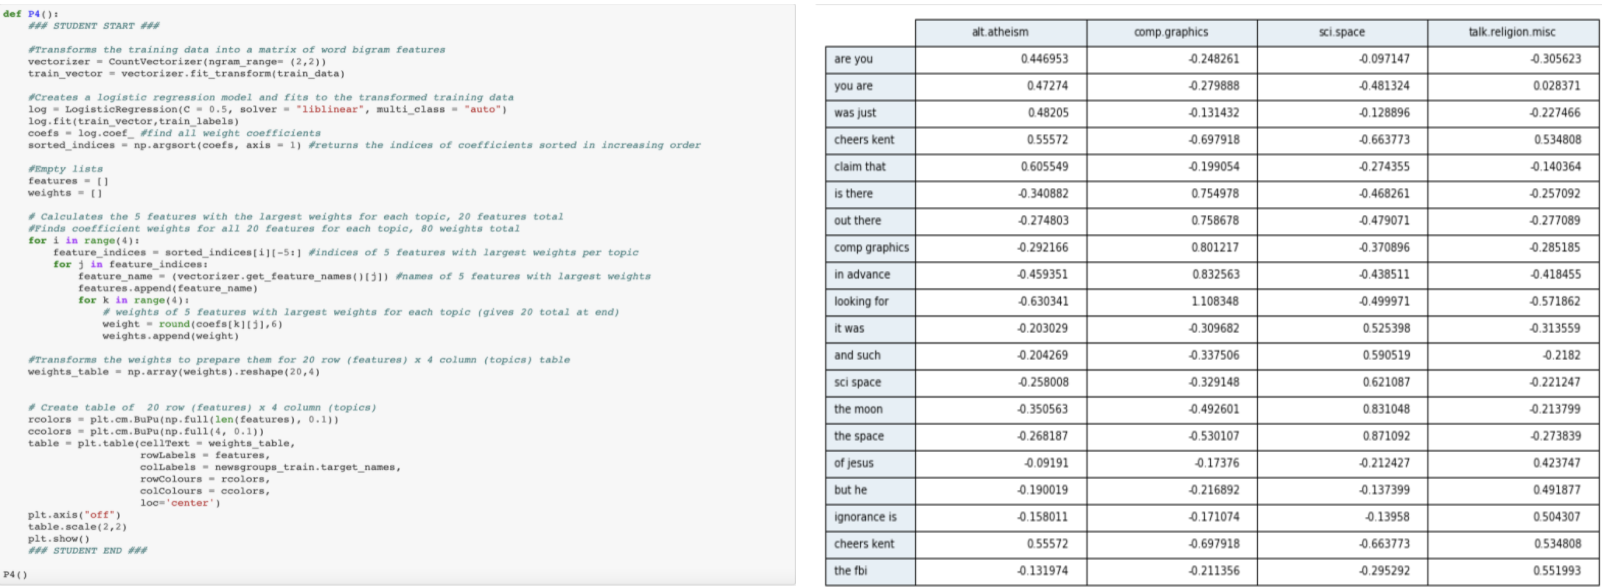 def P4():
### STUDENT START ###
#Transforms the training data into a matrix of word bigram features
vectorizer = CountVectorizer(ngram_range= (2,2))
train_vector = vectorizer.fit_transform(train_data)
#Creates a logistic regression model and fits to the transformed training data
log = LogisticRegression(C = 0.5, solver = "liblinear", multi_class = "auto")
log.fit(train_vector,train_labels)
coefs = log.coef_ #find all weight coefficients
sorted_indices = np.argsort(coefs, axis = 1) #returns the indices of coefficients sorted in increasing order
#Empty lists
features = []
weights = []
# Calculates the 5 features with the largest weights for each topic, 20 features total
#Finds coefficient weights for all 20 features for each topic, 80 weights total
for i in range(4):
feature_indices = sorted_indices[i][-5:] #indices of 5 features with largest weights per topic
for j in feature_indices:
feature_name = (vectorizer.get_feature_names()[j]) #names of 5 features with largest weights
features.append(feature_name)
for k in range(4):
# weights of 5 features with largest weights for each topic (gives 20 total at end)
weight = round(coefs[k][j],6)
weights.append(weight)
#Transforms the weights to prepare them for 20 row (features) x 4 column (topics) table
weights_table = np.array(weights).reshape(20,4)
# Create table of  20 row (features) x 4 column (topics)
rcolors = plt.cm.BuPu(np.full(len(features), 0.1))
ccolors = plt.cm.BuPu(np.full(4, 0.1))
table = plt.table(cellText = weights_table,
rowLabels = features,
colLabels = newsgroups_train.target_names,
rowColours = rcolors,
colColours = ccolors,
loc='center')
plt.axis("off")
table.scale(2,2)
plt.show()
### STUDENT END ###
P4()
alt.atheism comp.graphics sci.space talk.religion.misc
are you 0.446953 -0.248261 -0.097147 -0.305623
you are 0.47274 -0.279888 -0.481324 0.028371
was just 0.48205 -0.131432 -0.128896 -0.227466
cheers kent 0.55572 -0.697918 -0.663773 0.534808
claim that 0.605549 -0.199054 -0.274355 -0.140364
is there -0.340882 0.754978 -0.468261 -0.257092
out there -0.274803 0.758678 -0.479071 -0.277089
comp graphics -0.292166 0.801217 -0.370896 -0.285185
in advance -0.459351 0.832563 -0.438511 -0.418455
looking for -0.630341 1.108348 -0.499971 -0.571862
it was -0.203029 -0.309682 0.525398 -0.313559
and such -0.204269 -0.337506 0.590519 -0.2182
sci space -0.258008 -0.329148 0.621087 -0.221247
the moon -0.350563 -0.492601 0.831048 -0.213799
the space -0.268187 -0.530107 0.871092 -0.273839
of jesus -0.09191 -0.17376 -0.212427 0.423747
but he -0.190019 -0.216892 -0.137399 0.491877
ignorance is -0.158011 -0.171074 -0.13958 0.504307
cheers kent 0.55572 -0.697918 -0.663773 0.534808
the fbi -0.131974 -0.211356 -0.295292 0.551993